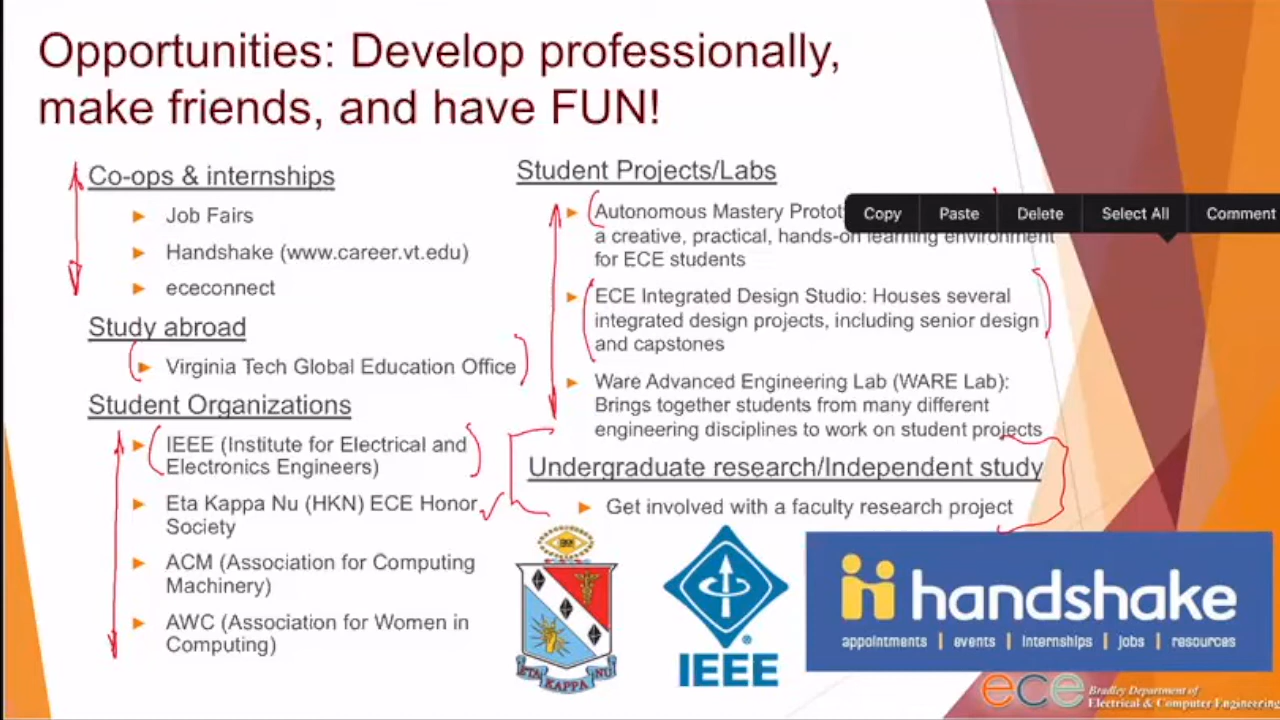 Opportunities: Develop professionally,
make friends, and have FUN!
Co-ops & internships
Job Fairs
Handshake (www.career.vt.edu)
ececonnect
Study abroad
Virginia Tech Global Education Office
Student Organizations
IEEE (Institute for Electrical and
Electronics Engineers)
Eta Kappa Nu (HKN) ECE Honor
Society
ACM (Association for Computing
Machinery)
AWC (Association for Women in
Computing)
Student Projects/Labs
Autonomous Mastery
Copy Paste Delete Select All Comment
a creative, practical, hands-on learning environment
for ECE students
ECE Integrated Design Studio: Houses several
integrated design projects, including senior design
and capstones
Ware Advanced Engineering Lab (WARE Lab):
Brings together students from many different
engineering disciplines to work on student projects
Undergraduate research/Independent study
Get involved with a faculty research project
ETA KAPPA NU
IEEE
handshake
appointments | events | internships | jobs | resources
ece Bradley Department of
Electrical & Computer Engineering